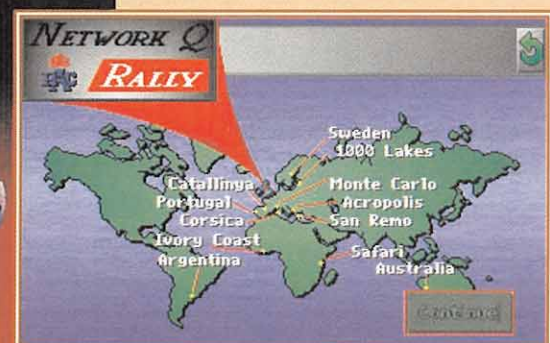 NETWORK Q
RAC RALLY
Sweden
1000 Lakes
Catallinya
Monte Carlo
Portugal
Acropolis
Corsica
San Remo
Ivory Coast
Safari
Argentina
Australia
Continue